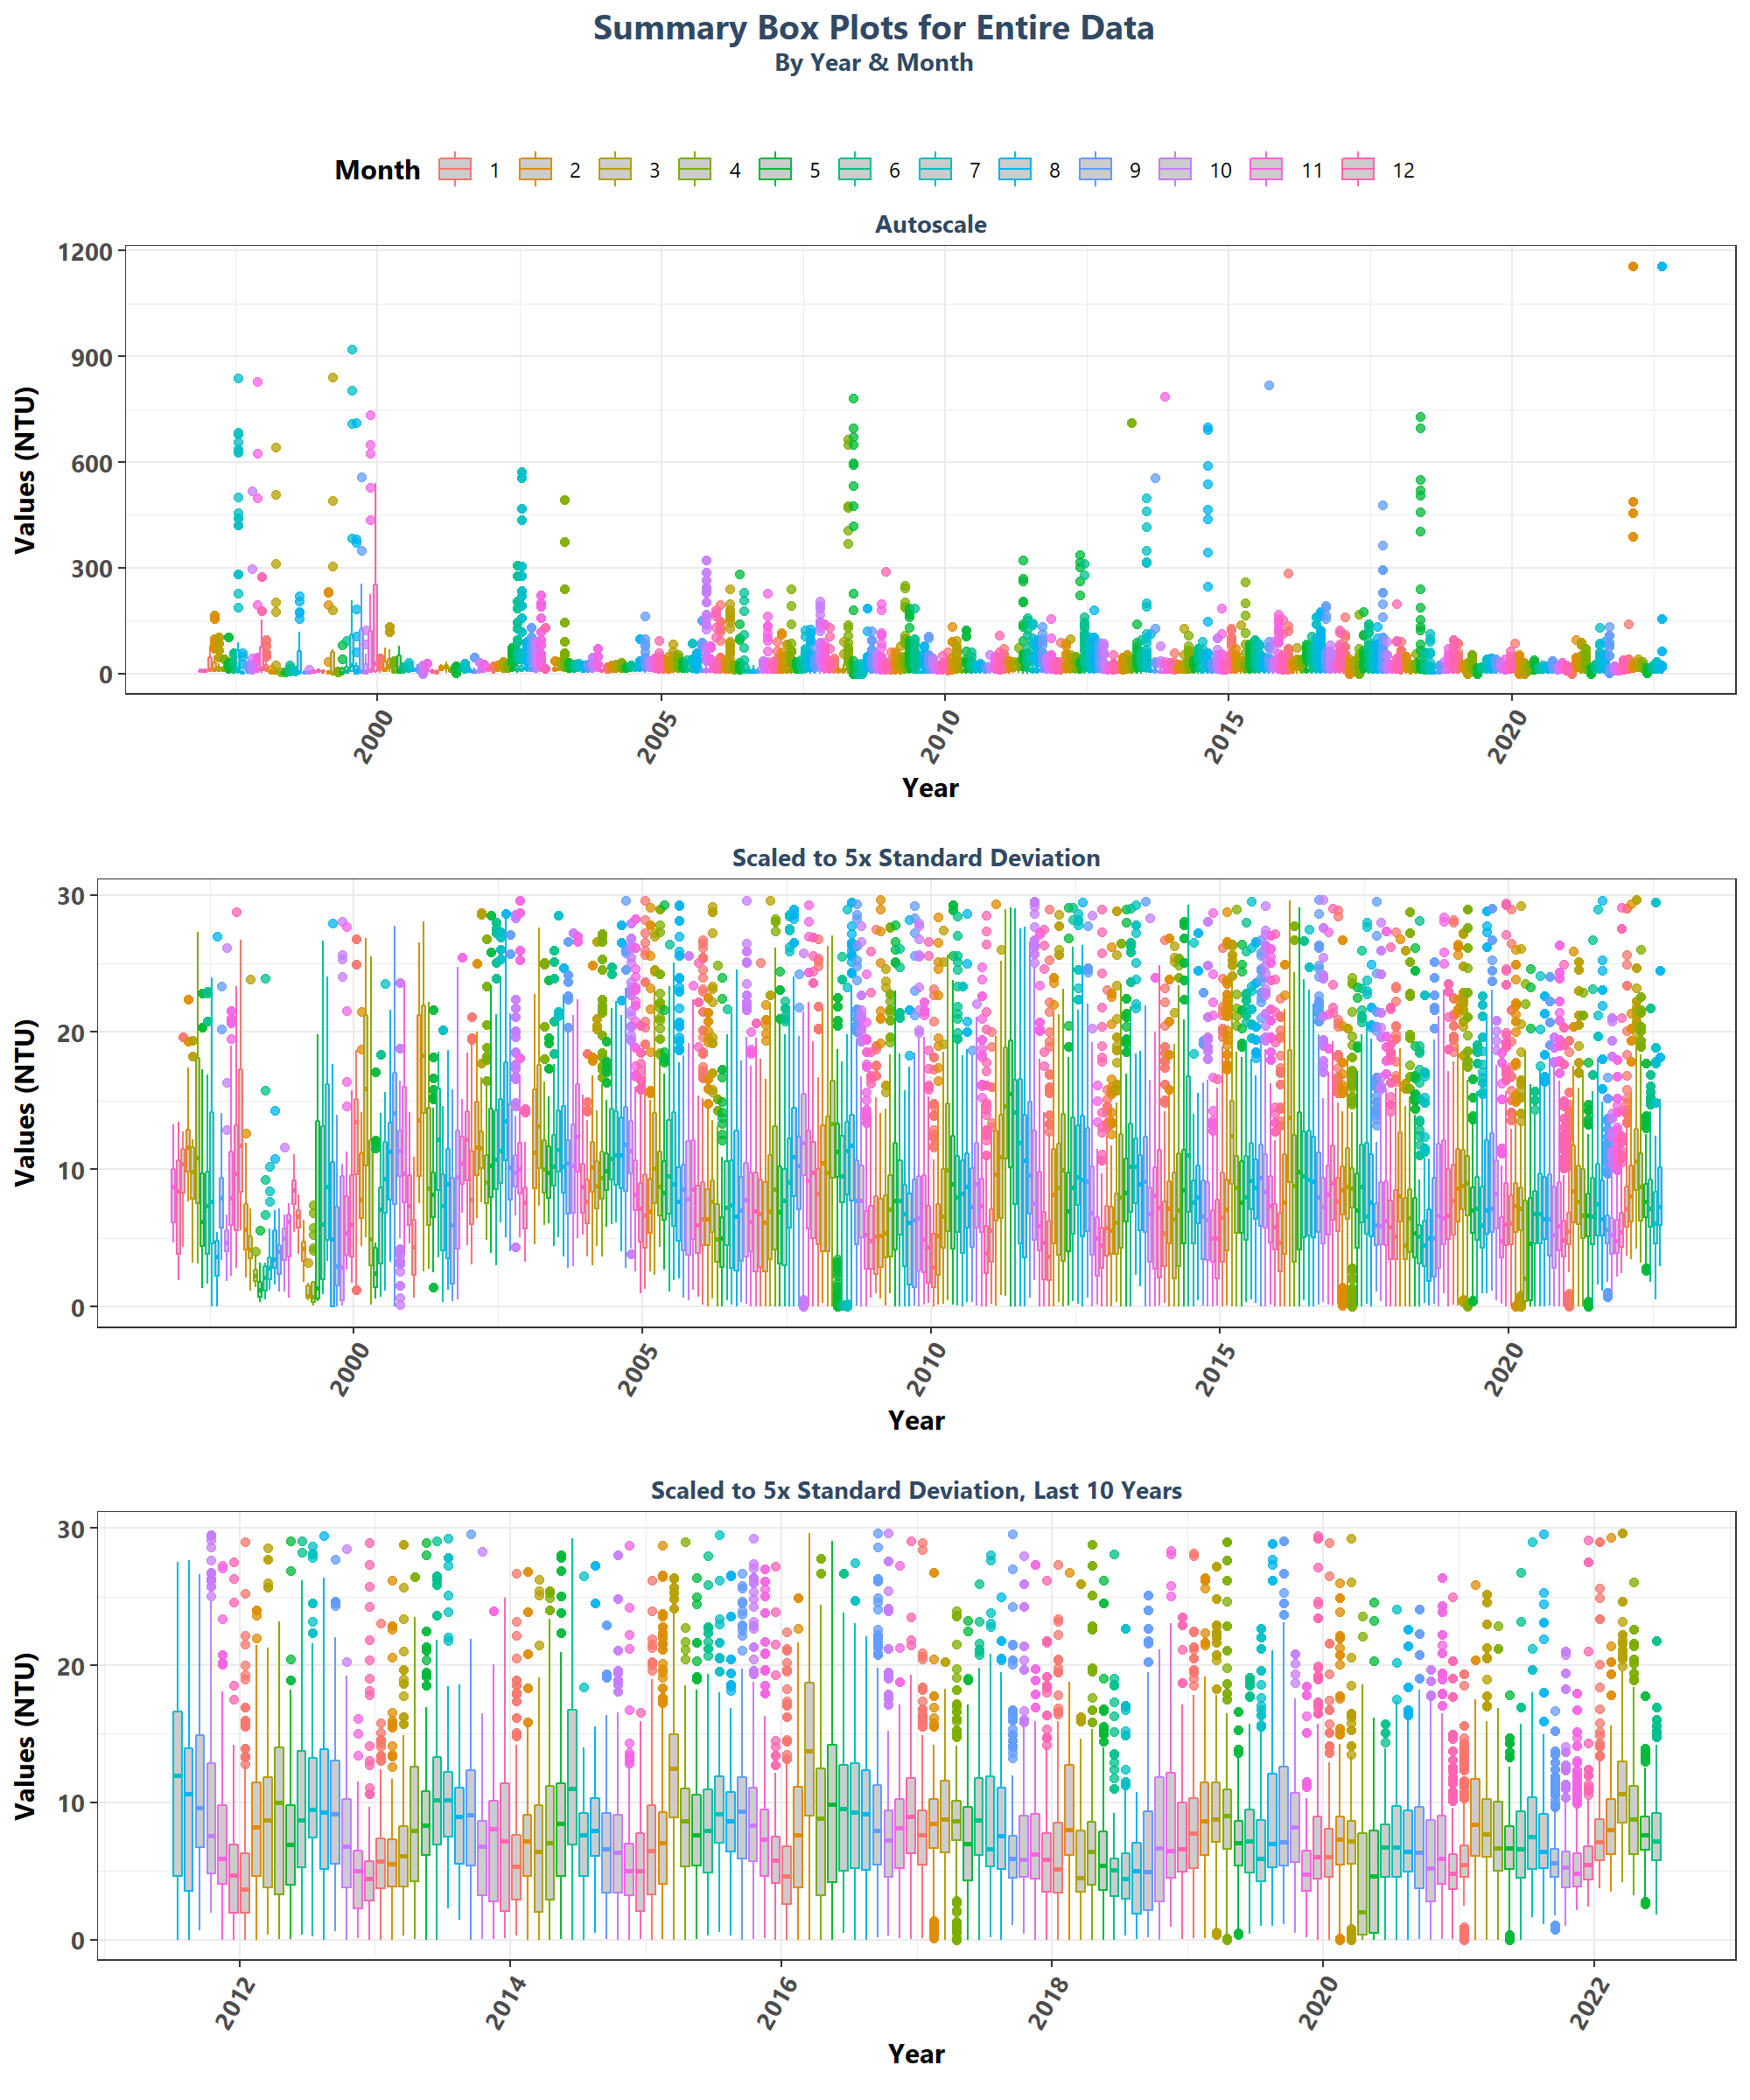 Summary Box Plots for Entire Data
By Year & Month
Month 1 2 3 4 5 6 7 8 9 10 11 12
Autoscale
Values (NTU)
1200
900
600
300
0
2000 2005 2010 2015 2020
Year
Scaled to 5x Standard Deviation
Values (NTU)
30
20
10
0
2000 2005 2010 2015 2020
Year
Scaled to 5x Standard Deviation, Last 10 Years
Values (NTU)
30
20
10
0
2012 2014 2016 2018 2020 2022
Year